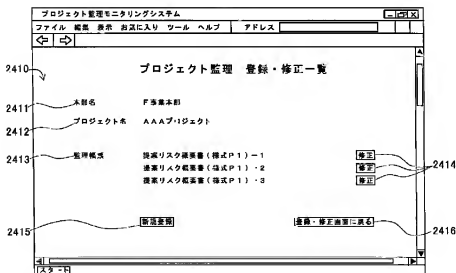 プロジェクト監理モニタリングシステム
ファイル 編集 表示 お気に入り ツール ヘルプ アドレス
2410
プロジェクト監理 登録・修正一覧
2411
本部名 F事業本部
2412
プロジェクト名 AAAプロジェクト
2413
監理帳票 提案リスク概要書(様式P1)-1 修正
提案リスク概要書(様式P1)-2 修正
2414
提案リスク概要書(様式P1)-3 修正
2415
新規登録 登録・修正画面に戻る
2416
スタート